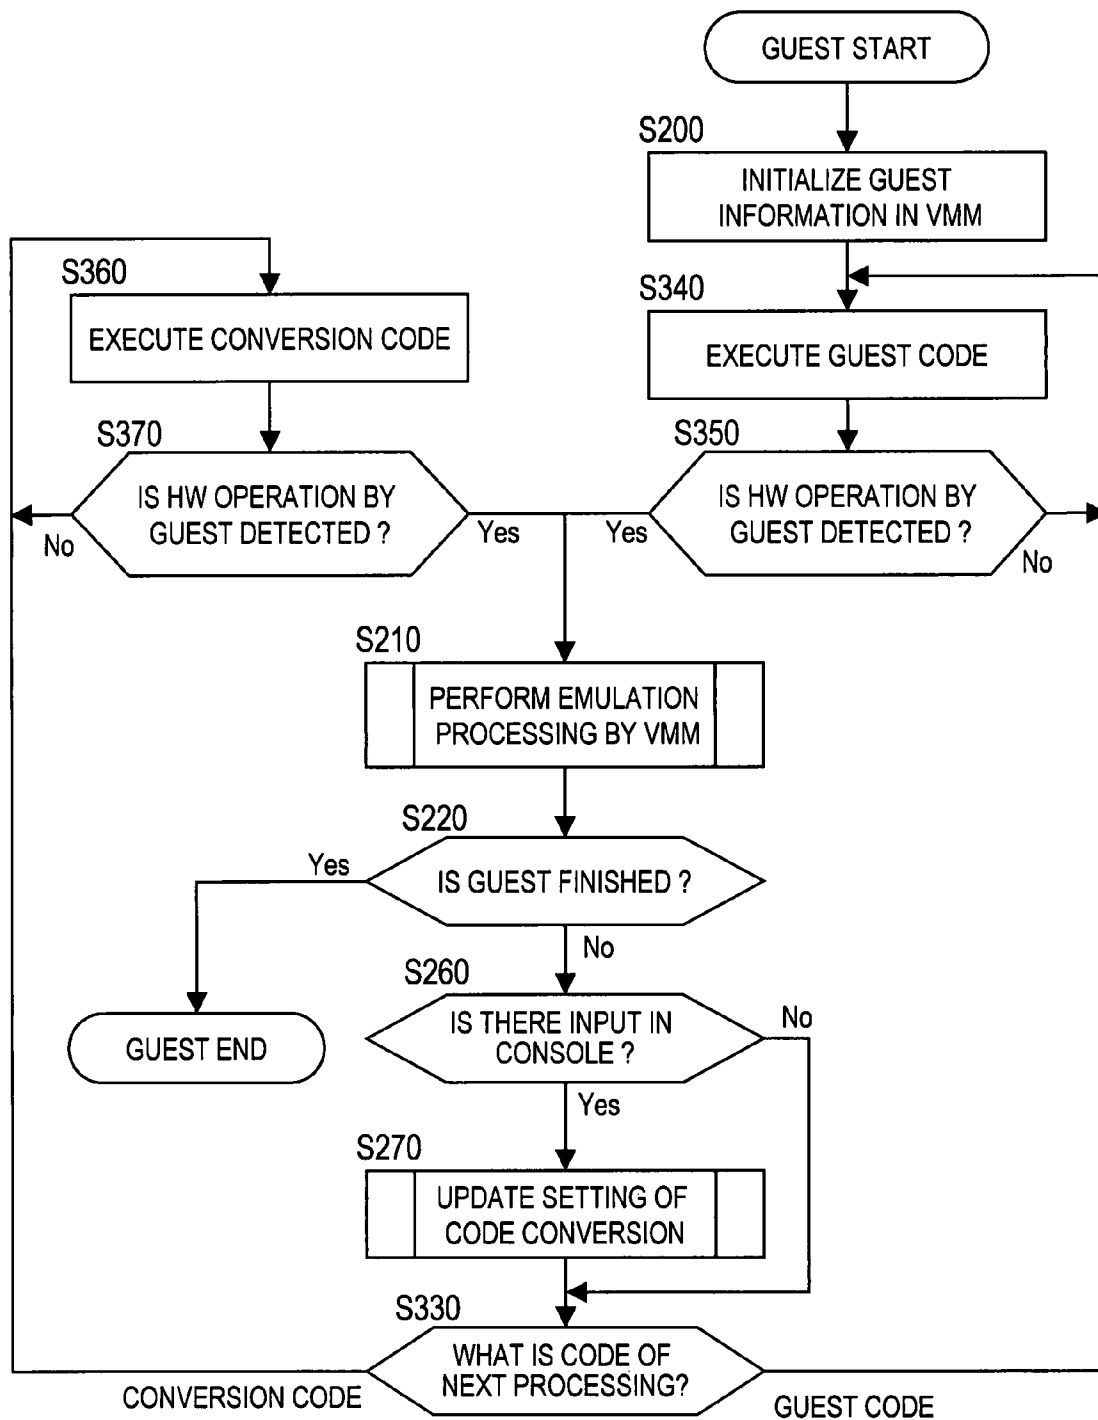 GUEST START
S200
INITIALIZE GUEST
INFORMATION IN VMM
S360
EXECUTE CONVERSION CODE
S340
EXECUTE GUEST CODE
S370
IS HW OPERATION BY
GUEST DETECTED ?
No
Yes
S350
IS HW OPERATION BY
GUEST DETECTED ?
Yes
No
S210
PERFORM EMULATION
PROCESSING BY VMM
S220
IS GUEST FINISHED ?
Yes
No
GUEST END
S260
IS THERE INPUT IN
CONSOLE ?
No
Yes
S270
UPDATE SETTING OF
CODE CONVERSION
S330
WHAT IS CODE OF
NEXT PROCESSING?
CONVERSION CODE
GUEST CODE